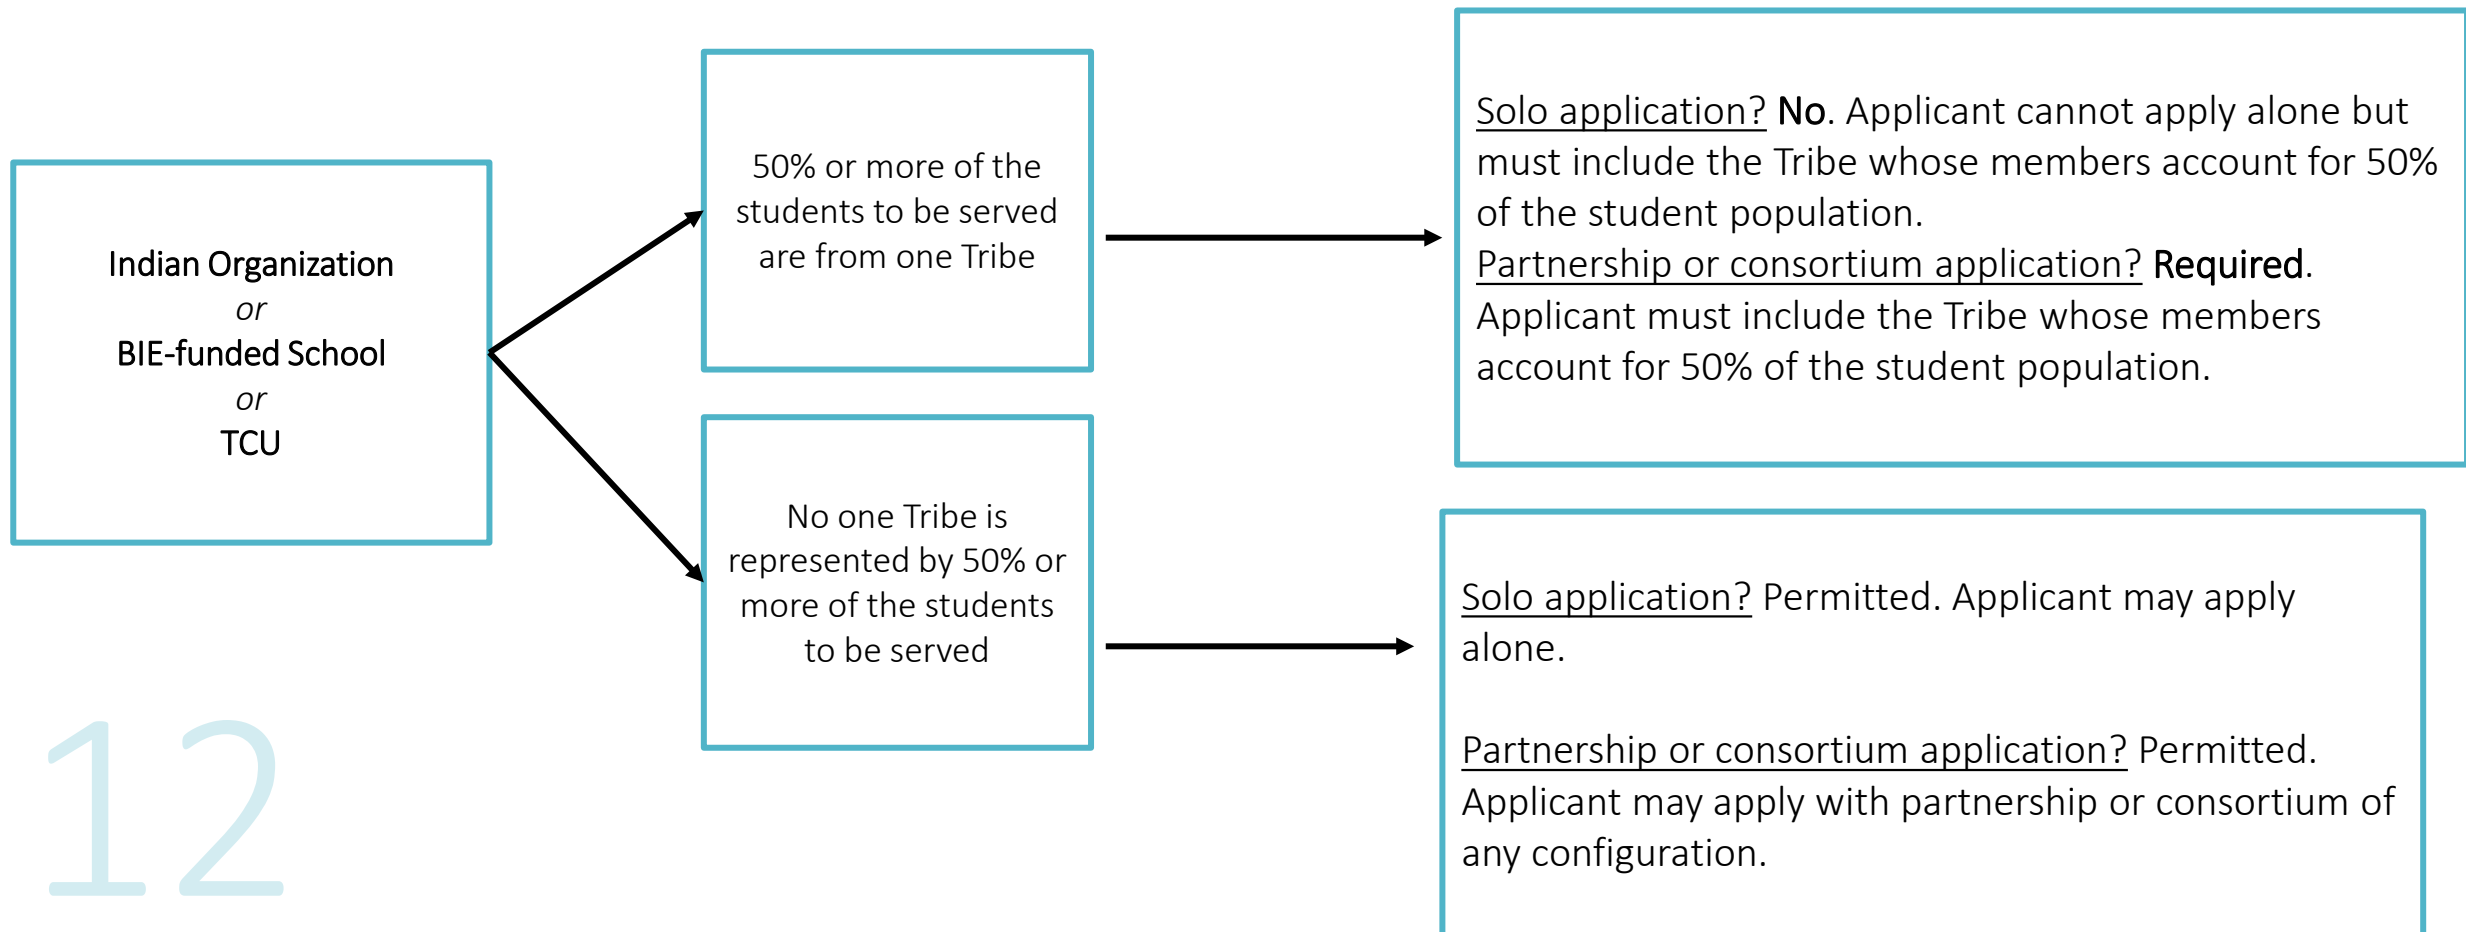 Indian Organization
or
BIE-funded School
or
TCU
50% or more of the
students to be served
are from one Tribe
Solo application? No. Applicant cannot apply alone but
must include the Tribe whose members account for 50%
of the student population.
Partnership or consortium application? Required.
Applicant must include the Tribe whose members
account for 50% of the student population.
No one Tribe is
represented by 50% or
more of the students
to be served
Solo application? Permitted. Applicant may apply
alone.
Partnership or consortium application? Permitted.
Applicant may apply with partnership or consortium of
any configuration.
12